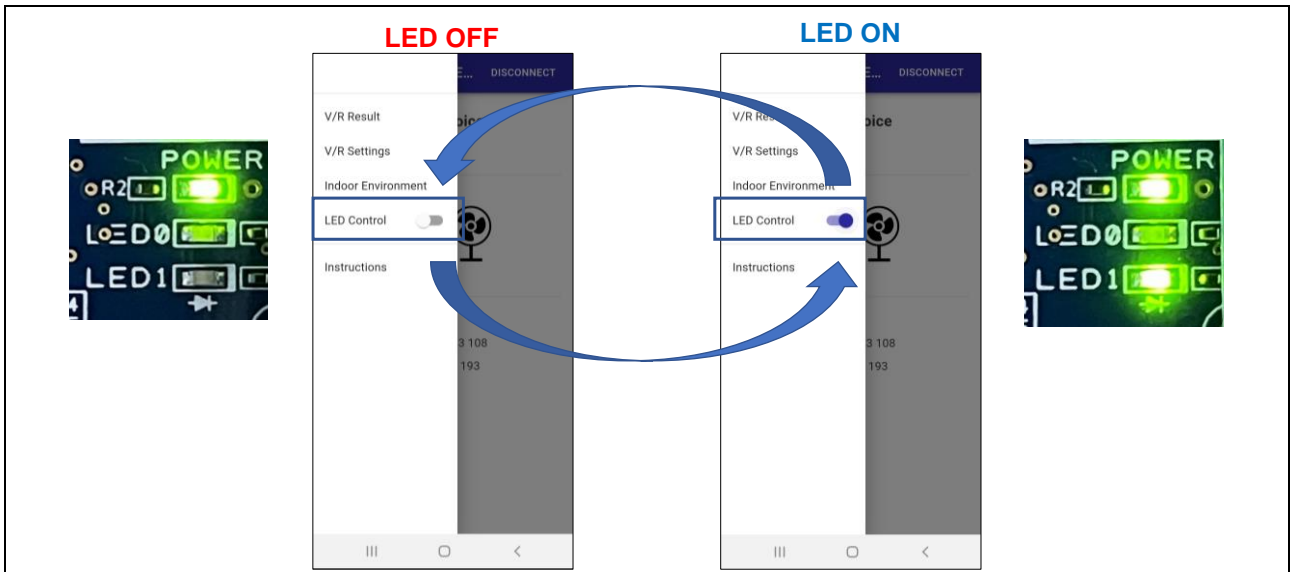 LED OFF
LED ON
E... DISCONNECT
E... DISCONNECT
V/R Result
V/R Settings
Indoor Environment
LED Control
Instructions
3 108
193
V/R
V/R Settings
Indoor Environment
LED Control
Instructions
oice
3 108
193
POWER
R2
LED0
LED1
POWER
R2
LED0
LED1